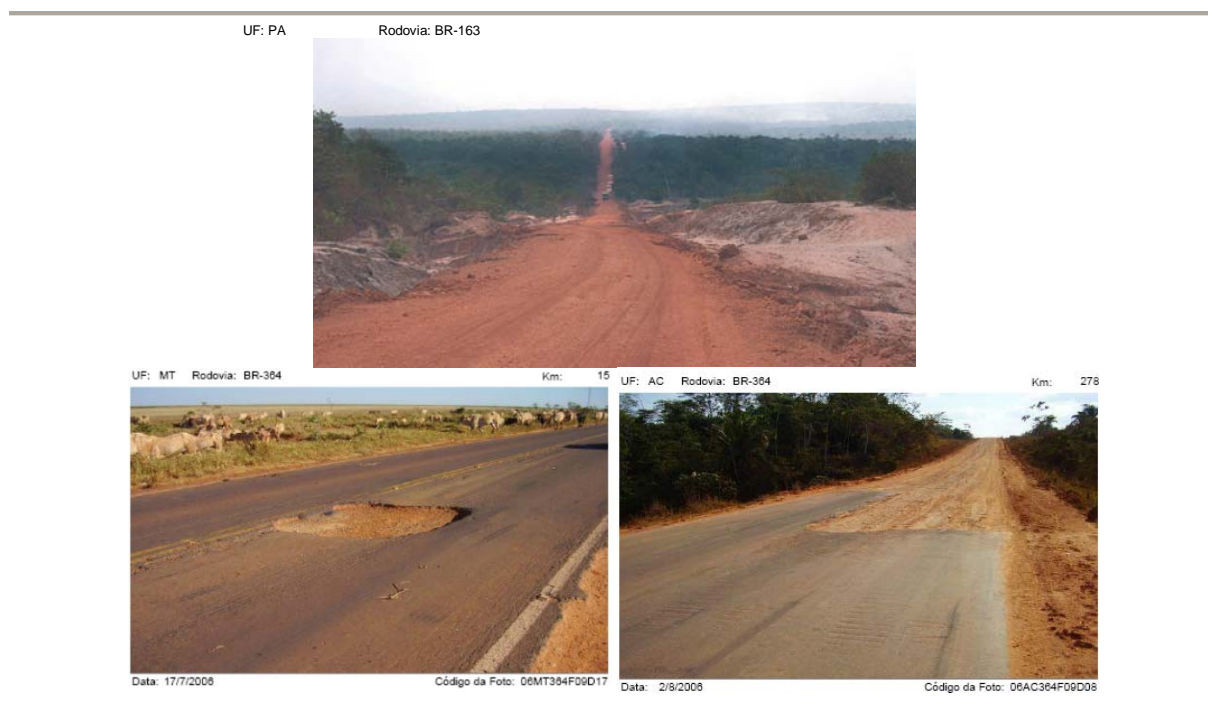 UF: PA Rodovia: BR-163
UF: MT Rodovia: BR-364 Km: 15
UF: AC Rodovia: BR-364 Km: 278
Data: 17/7/2006 Código da Foto: 06MT364F09D17
Data: 2/8/2006 Código da Foto: 06AC364F09D08